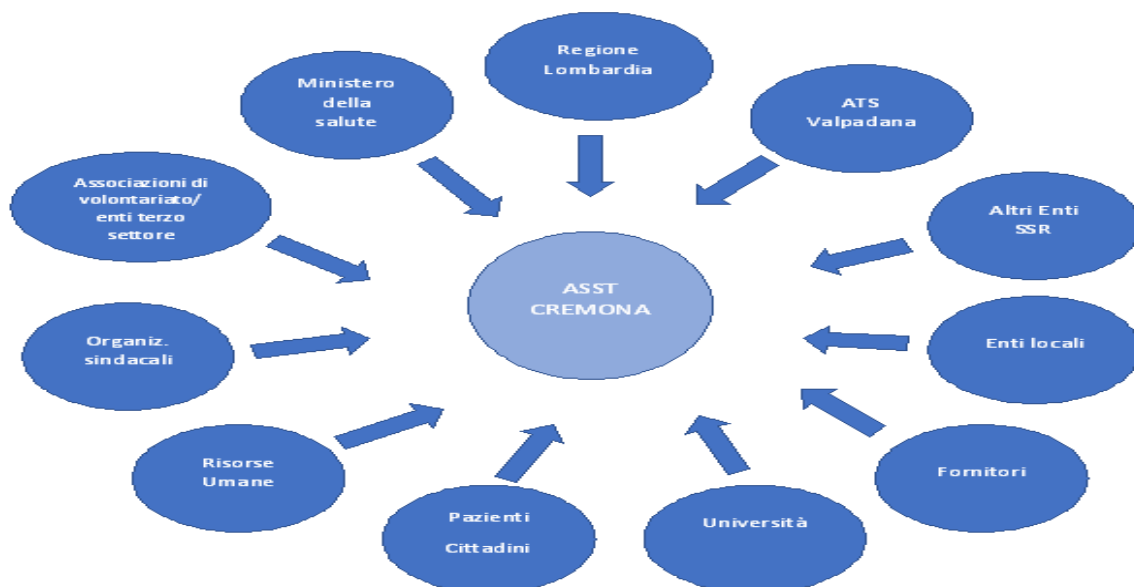 Regione
Lombardia
Ministero
della
salute
ATS
Valpadana
Associazioni di
volontariato/
enti terzo
settore
Altri Enti
SSR
ASST
CREMONA
Organiz.
sindacali
Enti locali
Risorse
Umane
Fornitori
Pazienti
Cittadini
Università